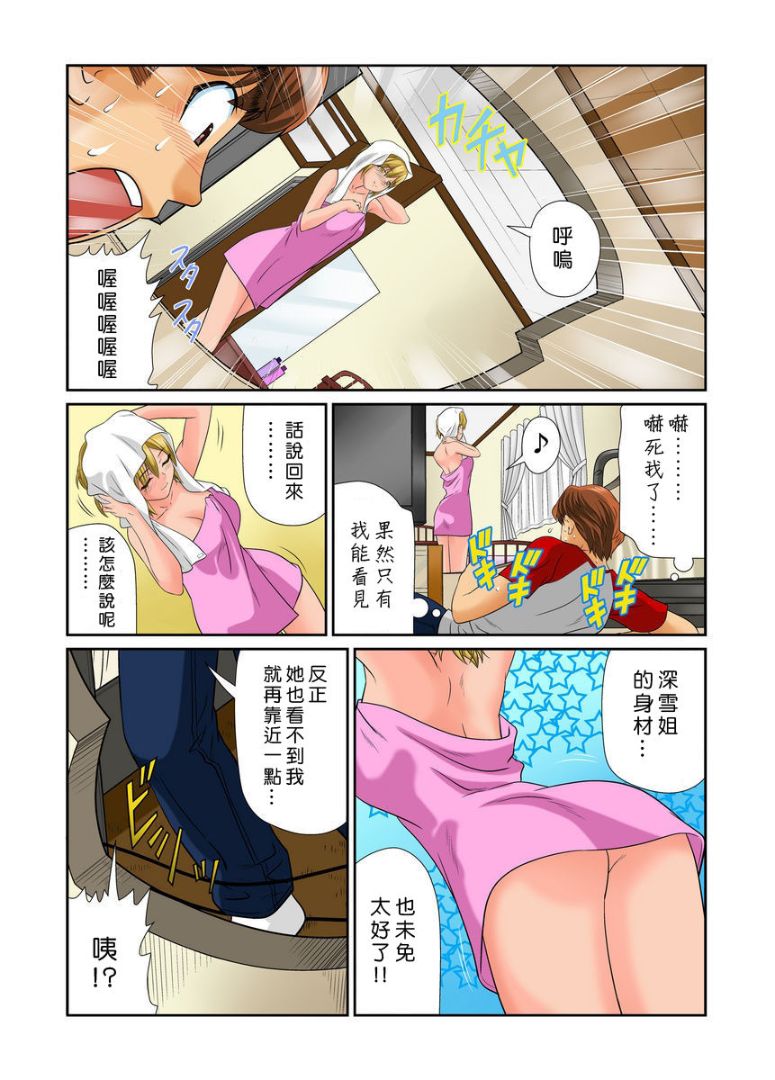 カチャ
呼嗚
スタ
スタ
喔喔喔喔喔
嚇……
嚇死我了……
♪
果然只有
我能看見
ドキ
ドキ
ドキ
ドキ
話說回來
………
該怎麼說呢
………
深雪姐
的身材…
也未免
太好了!!
反正
她也看不到我
就再靠近一點…
ビビッ
咦!?